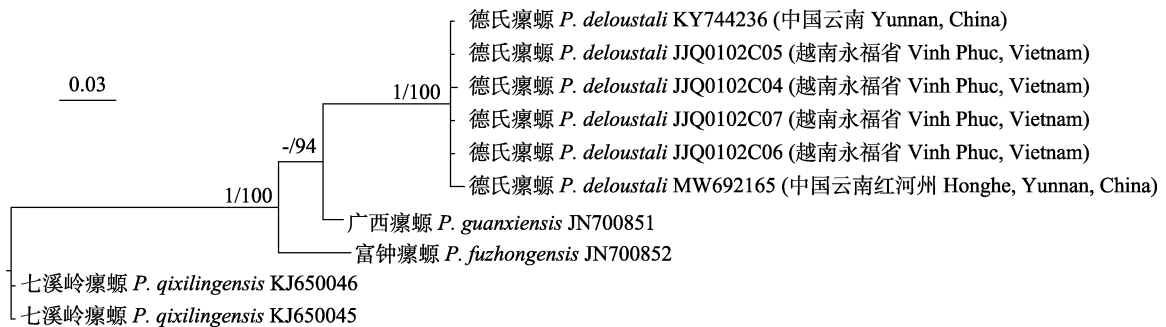 德氏瘰螈 P. deloustali KY744236 (中国云南 Yunnan, China)
德氏瘰螈 P. deloustali JJQ0102C05 (越南永福省 Vinh Phuc, Vietnam)
0.03
德氏瘰螈 P. deloustali JJQ0102C04 (越南永福省 Vinh Phuc, Vietnam)
1/100
德氏瘰螈 P. deloustali JJQ0102C07 (越南永福省 Vinh Phuc, Vietnam)
-/94
德氏瘰螈 P. deloustali JJQ0102C06 (越南永福省 Vinh Phuc, Vietnam)
德氏瘰螈 P. deloustali MW692165 (中国云南红河州 Honghe, Yunnan, China)
1/100
广西瘰螈 P. guanxiensis JN700851
富钟瘰螈 P. fuzhongensis JN700852
七溪岭瘰螈 P. qixilingensis KJ650046
七溪岭瘰螈 P. qixilingensis KJ650045